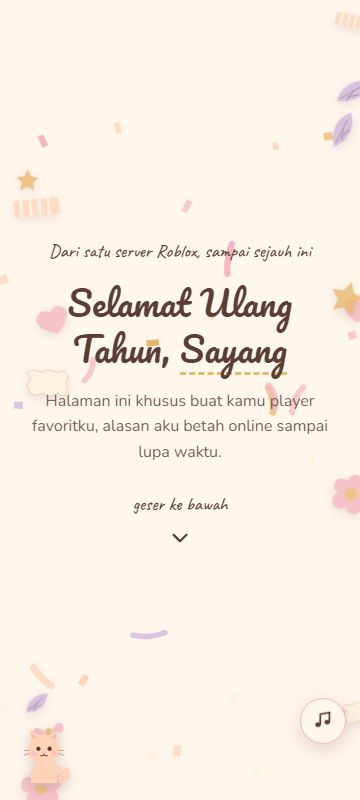 Dari satu server Roblox, sampai sejauh ini
Selamat Ulang
Tahun, Sayang
Halaman ini khusus buat kamu player
favoritku, alasan aku betah online sampai
lupa waktu.
geser ke bawah